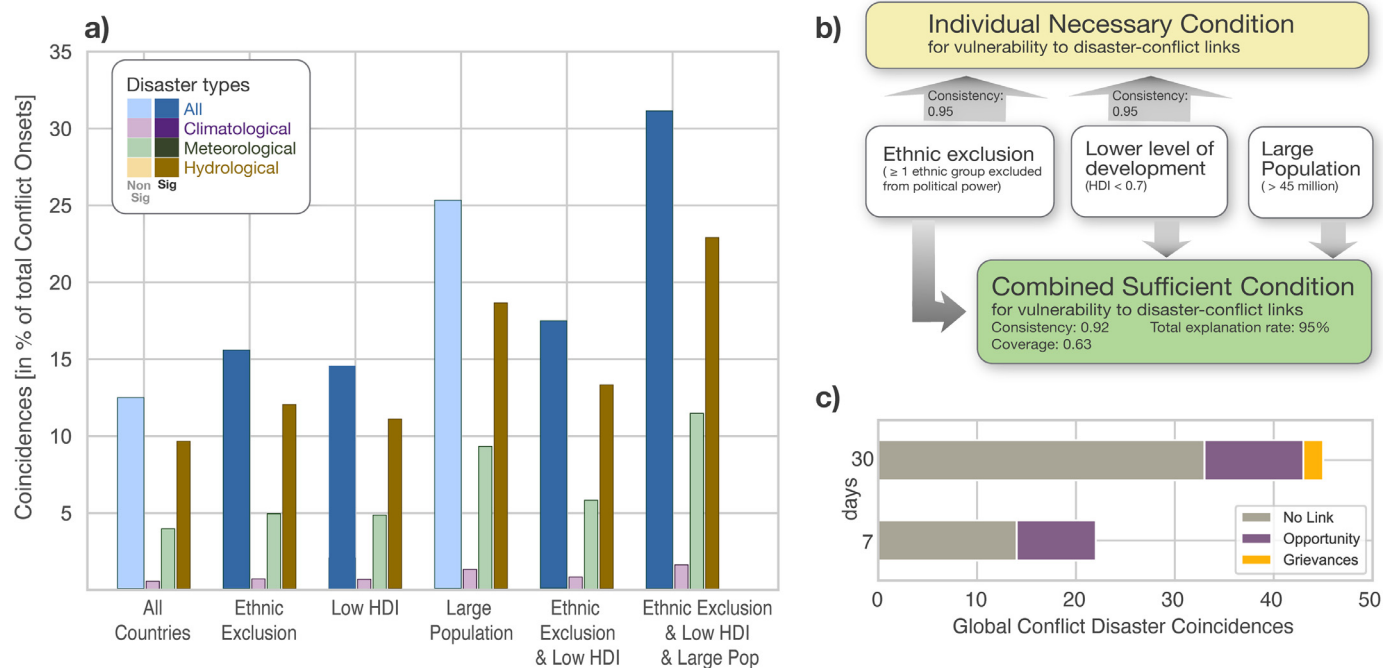 a)
Coincidences [in % of total Conflict Onsets]
35
30
25
20
15
10
5
Disaster types
All
Climatological
Meteorological
Hydrological
Non
Sig
Sig
All
Countries
Ethnic
Exclusion
Low HDI
Large
Population
Ethnic
Exclusion
& Low HDI
Ethnic Exclusion
& Low HDI
& Large Pop
b)
Individual Necessary Condition
for vulnerability to disaster-conflict links
Consistency:
0.95
Consistency:
0.95
Ethnic exclusion
( ≥ 1 ethnic group excluded
from political power)
Lower level of
development
(HDI < 0.7)
Large
Population
( > 45 million)
Combined Sufficient Condition
for vulnerability to disaster-conflict links
Consistency: 0.92 Total explanation rate: 95%
Coverage: 0.63
c)
days
30
7
No Link
Opportunity
Grievances
0 10 20 30 40 50
Global Conflict Disaster Coincidences